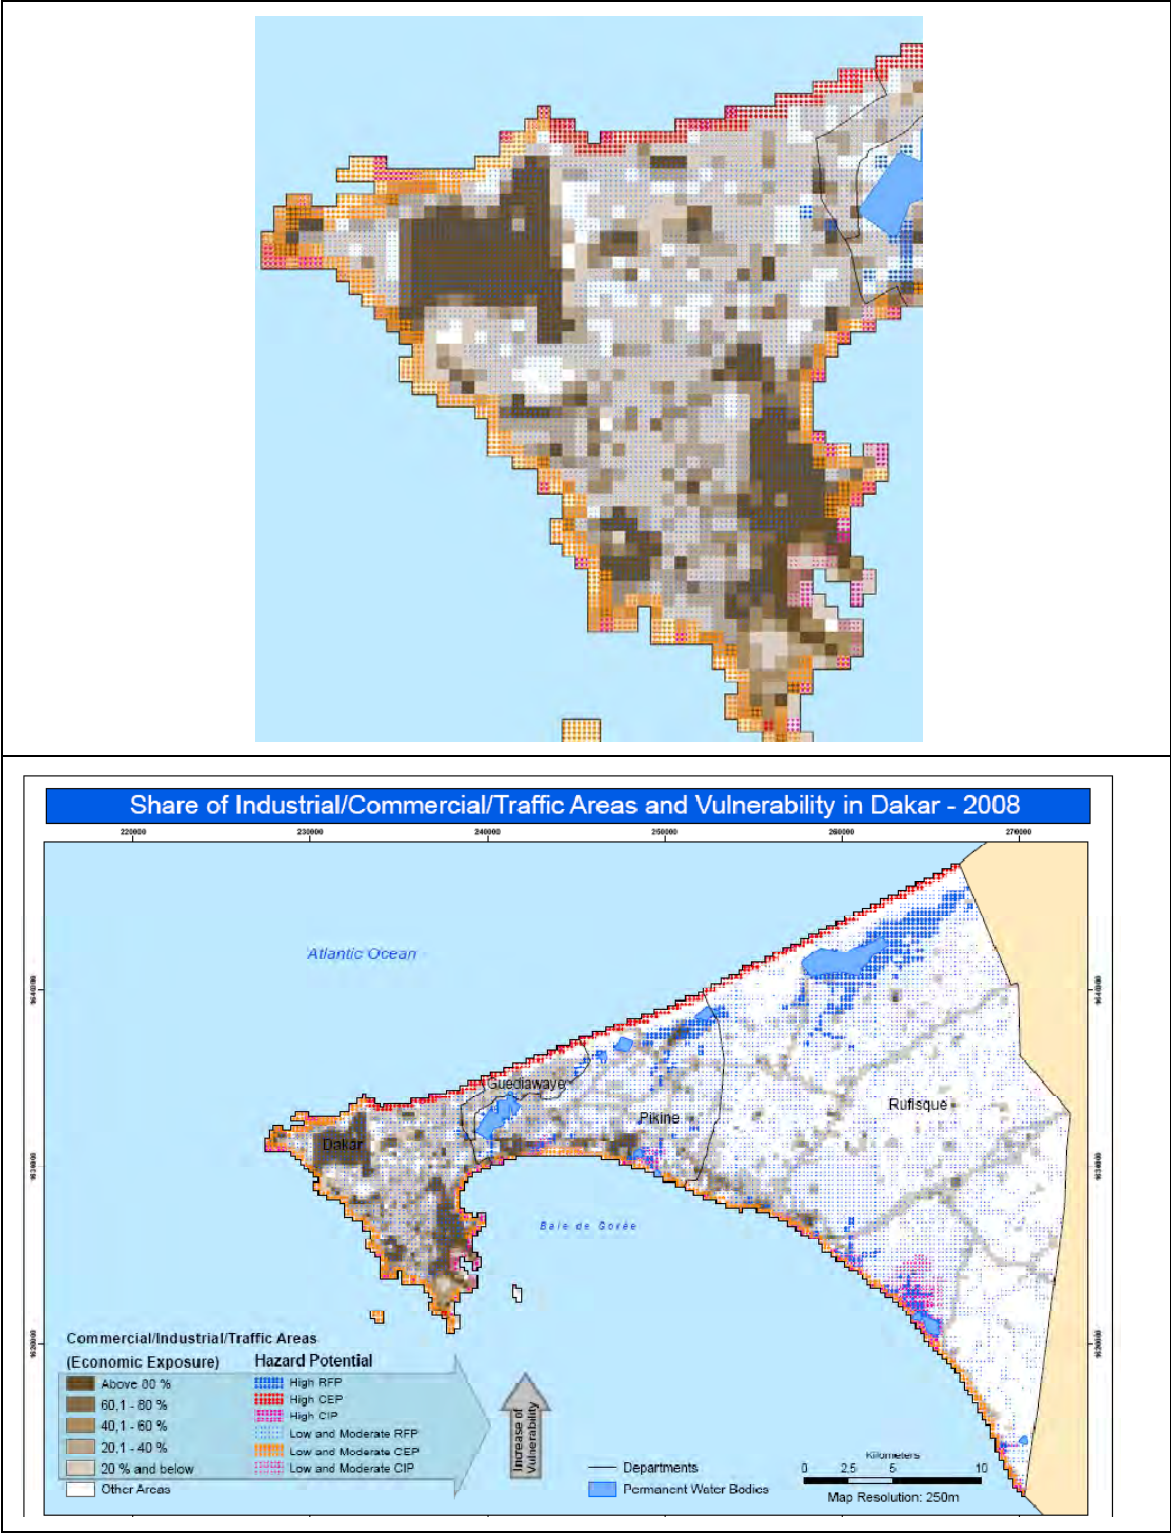 Share of Industrial/Commercial/Traffic Areas and Vulnerability in Dakar - 2008
220000 230000 240000 250000 260000 270000
Atlantic Ocean
Guediawaye
Rufisque
Pikine
Dakar
Baie de Gorée
Commercial/Industrial/Traffic Areas
(Economic Exposure) Hazard Potential
Above 80 % High RFP
60,1 - 80 % High CEP
40,1 - 60 % High CIP
20,1 - 40 % Low and Moderate RFP
20 % and below Low and Moderate CEP
Other Areas Low and Moderate CIP
Increase of
Vulnerability
Departments
Permanent Water Bodies
Kilometers
0 2,5 5 10
Map Resolution: 250m